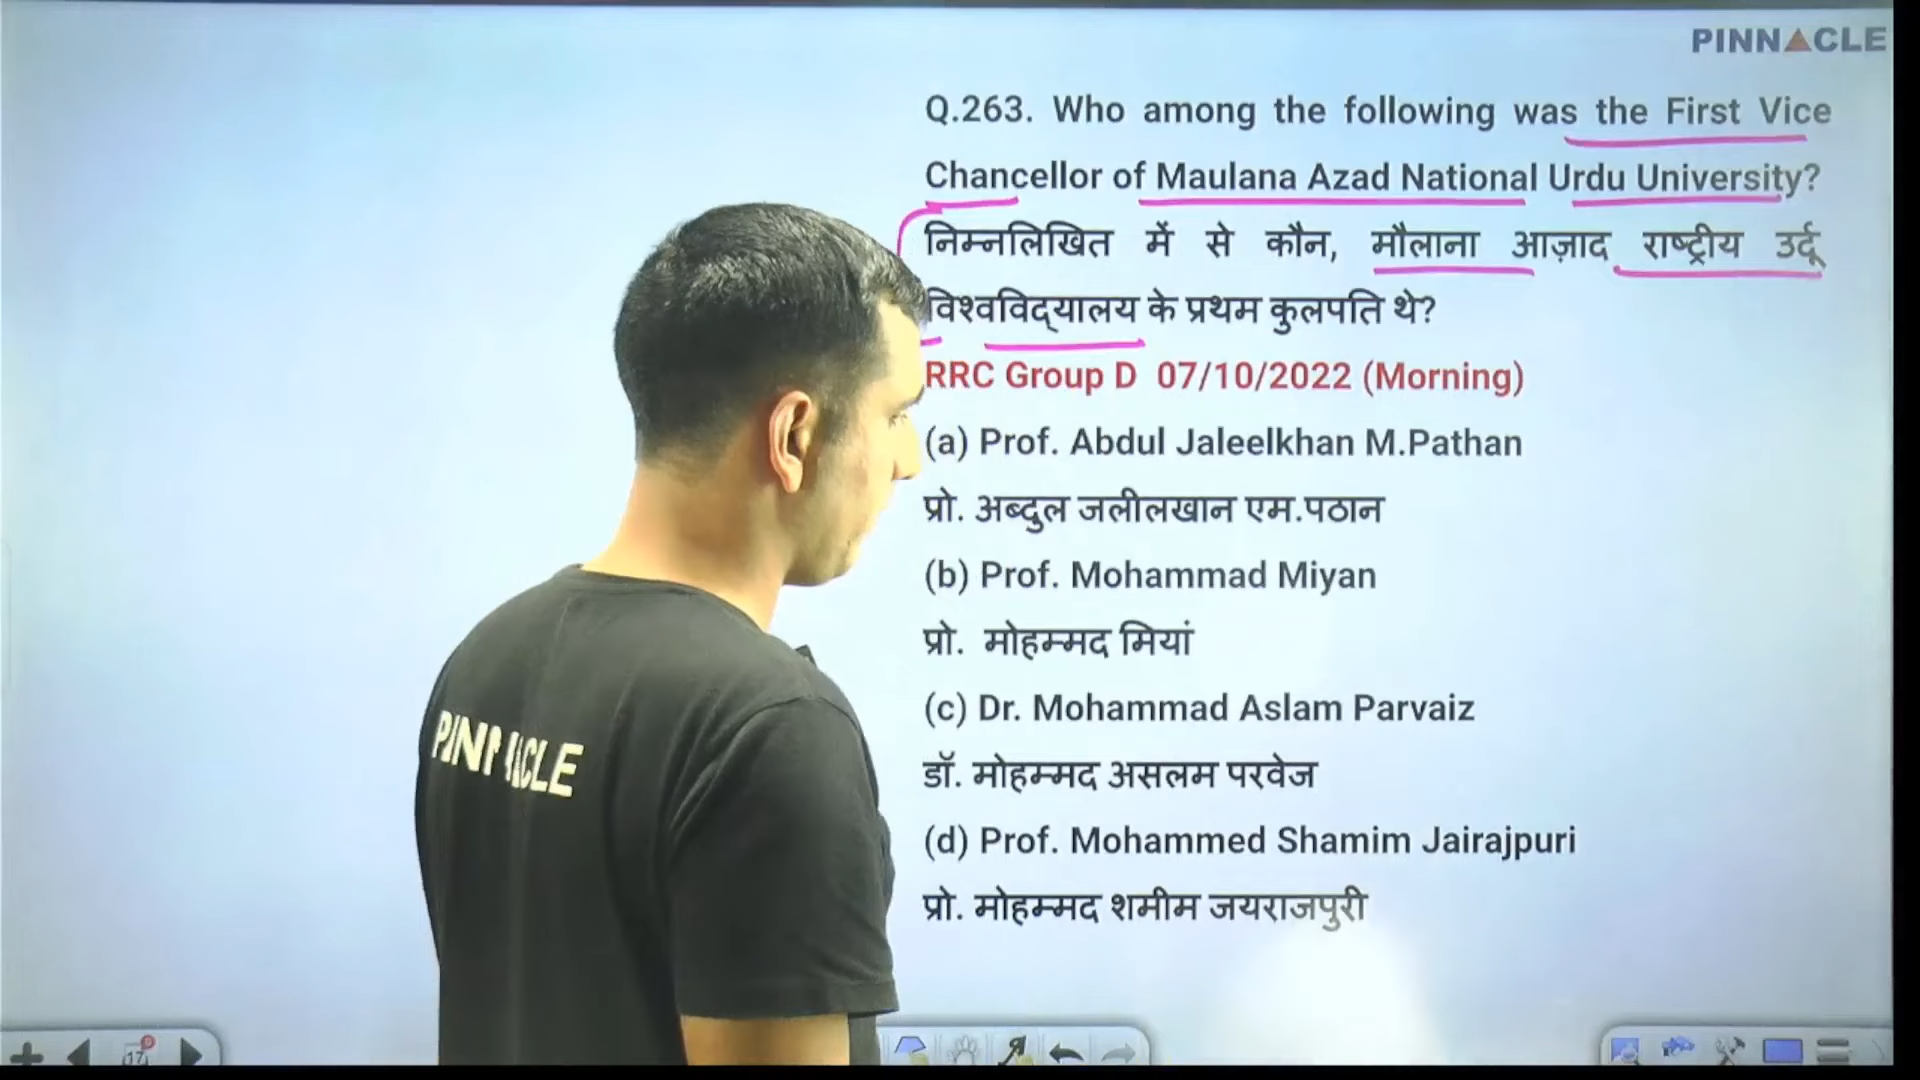 PINNACLE
Q.263. Who among the following was the First Vice
Chancellor of Maulana Azad National Urdu University?
निम्नलिखित में से कौन, मौलाना आज़ाद राष्ट्रीय उर्दू
विश्वविद्यालय के प्रथम कुलपति थे?
RRC Group D 07/10/2022 (Morning)
(a) Prof. Abdul Jaleelkhan M.Pathan
प्रो. अब्दुल जलीलखान एम.पठान
(b) Prof. Mohammad Miyan
प्रो. मोहम्मद मियां
(c) Dr. Mohammad Aslam Parvaiz
डॉ. मोहम्मद असलम परवेज
(d) Prof. Mohammed Shamim Jairajpuri
प्रो. मोहम्मद शमीम जयराजपुरी
PINNACLE
17